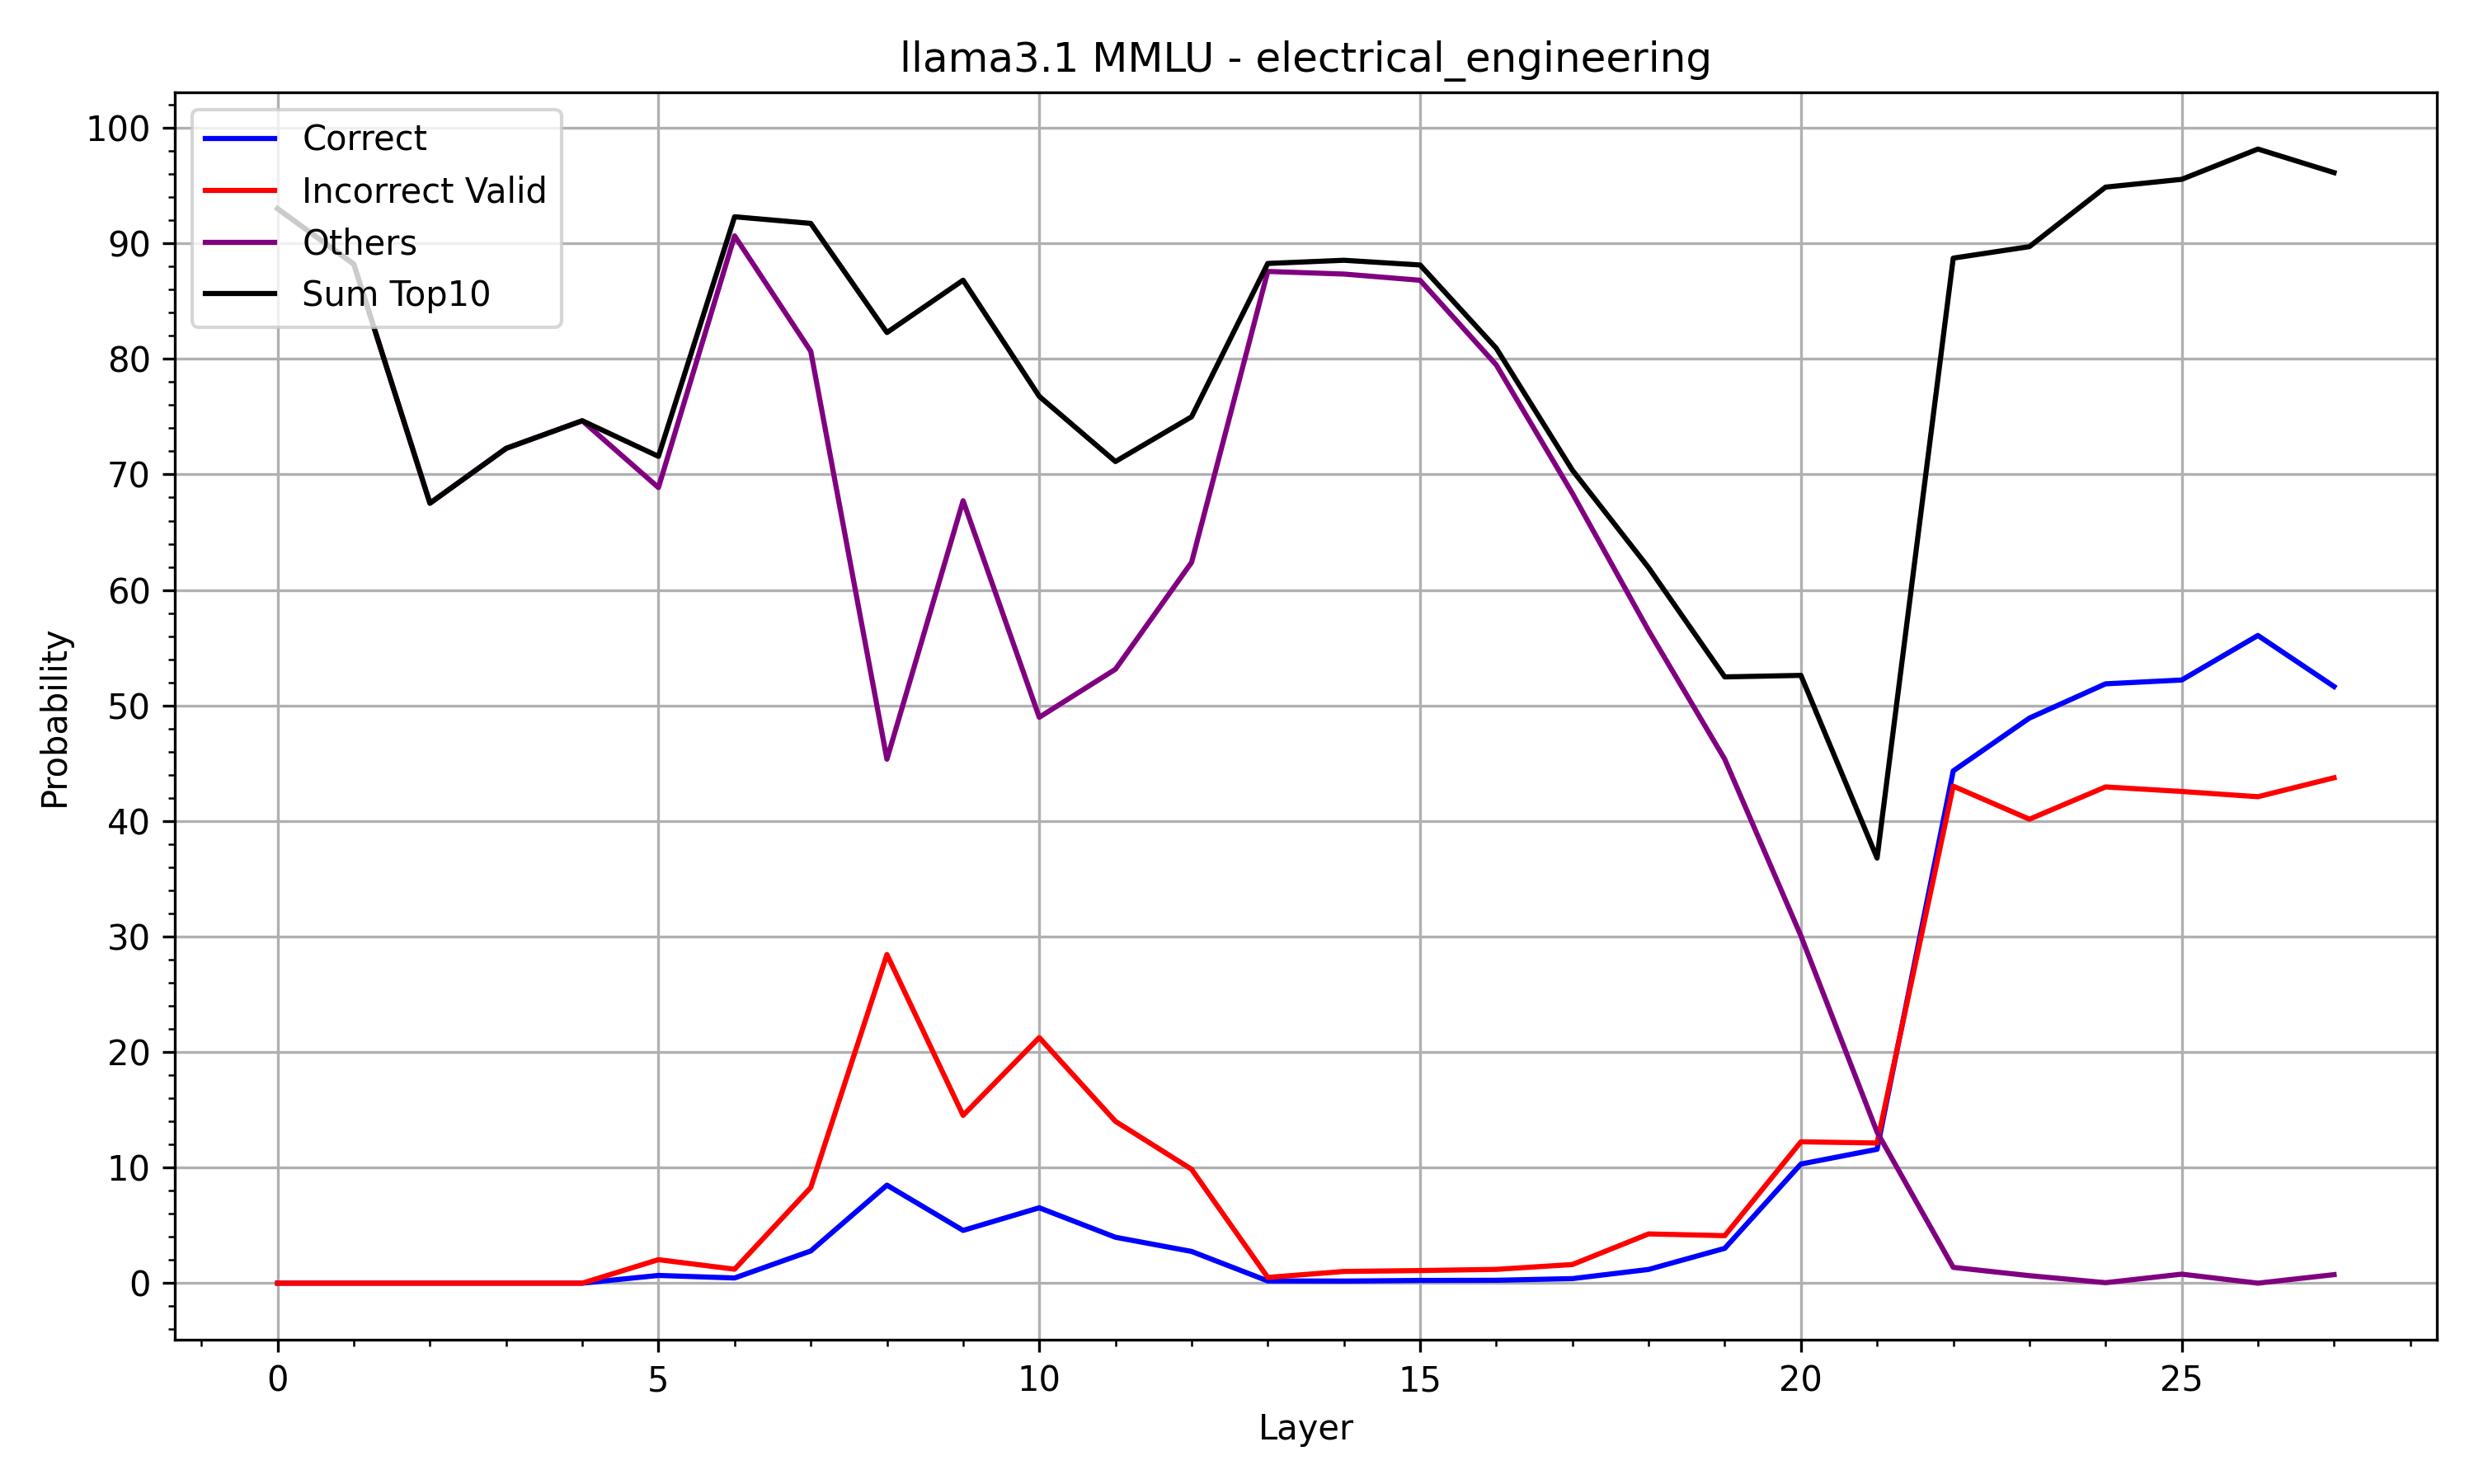 llama3.1 MMLU - electrical_engineering
Correct
Incorrect Valid
Others
Sum Top10
Probability
100
90
80
70
60
50
40
30
20
10
0
0 5 10 15 20 25
Layer